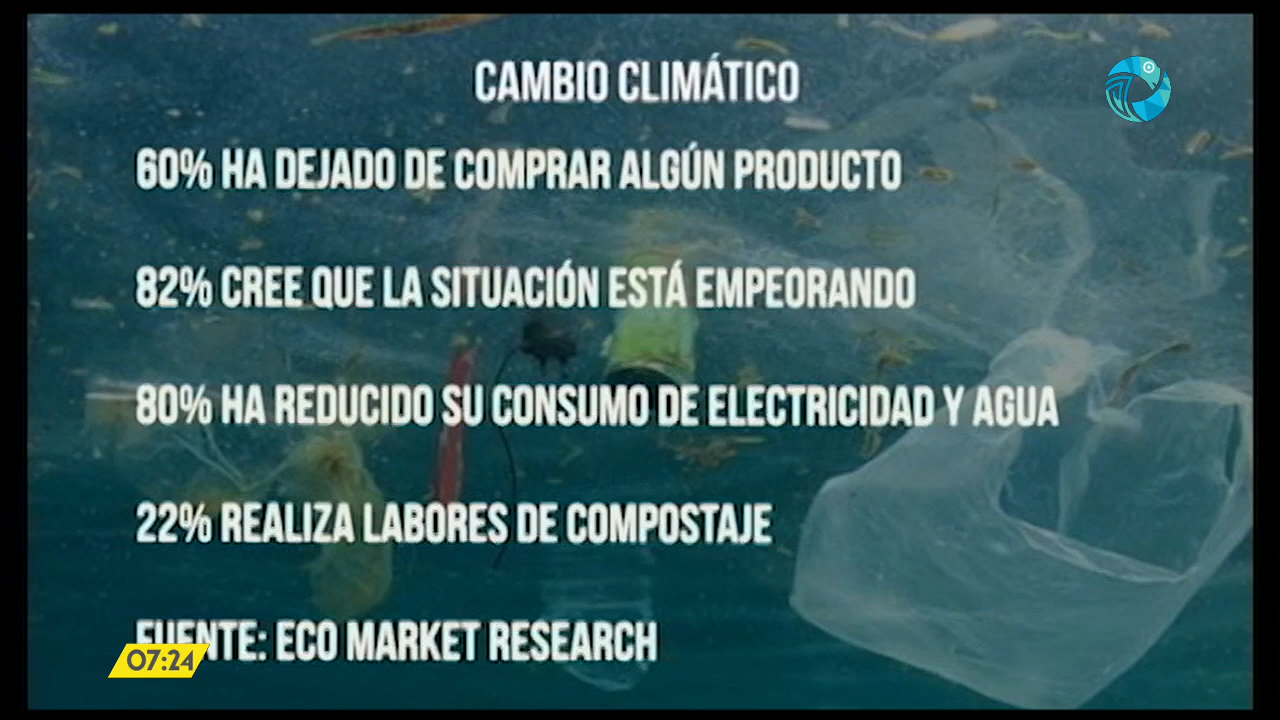 CAMBIO CLIMÁTICO
60% HA DEJADO DE COMPRAR ALGÚN PRODUCTO
82% CREE QUE LA SITUACIÓN ESTÁ EMPEORANDO
80% HA REDUCIDO SU CONSUMO DE ELECTRICIDAD Y AGUA
22% REALIZA LABORES DE COMPOSTAJE
FUENTE: ECO MARKET RESEARCH
07:24